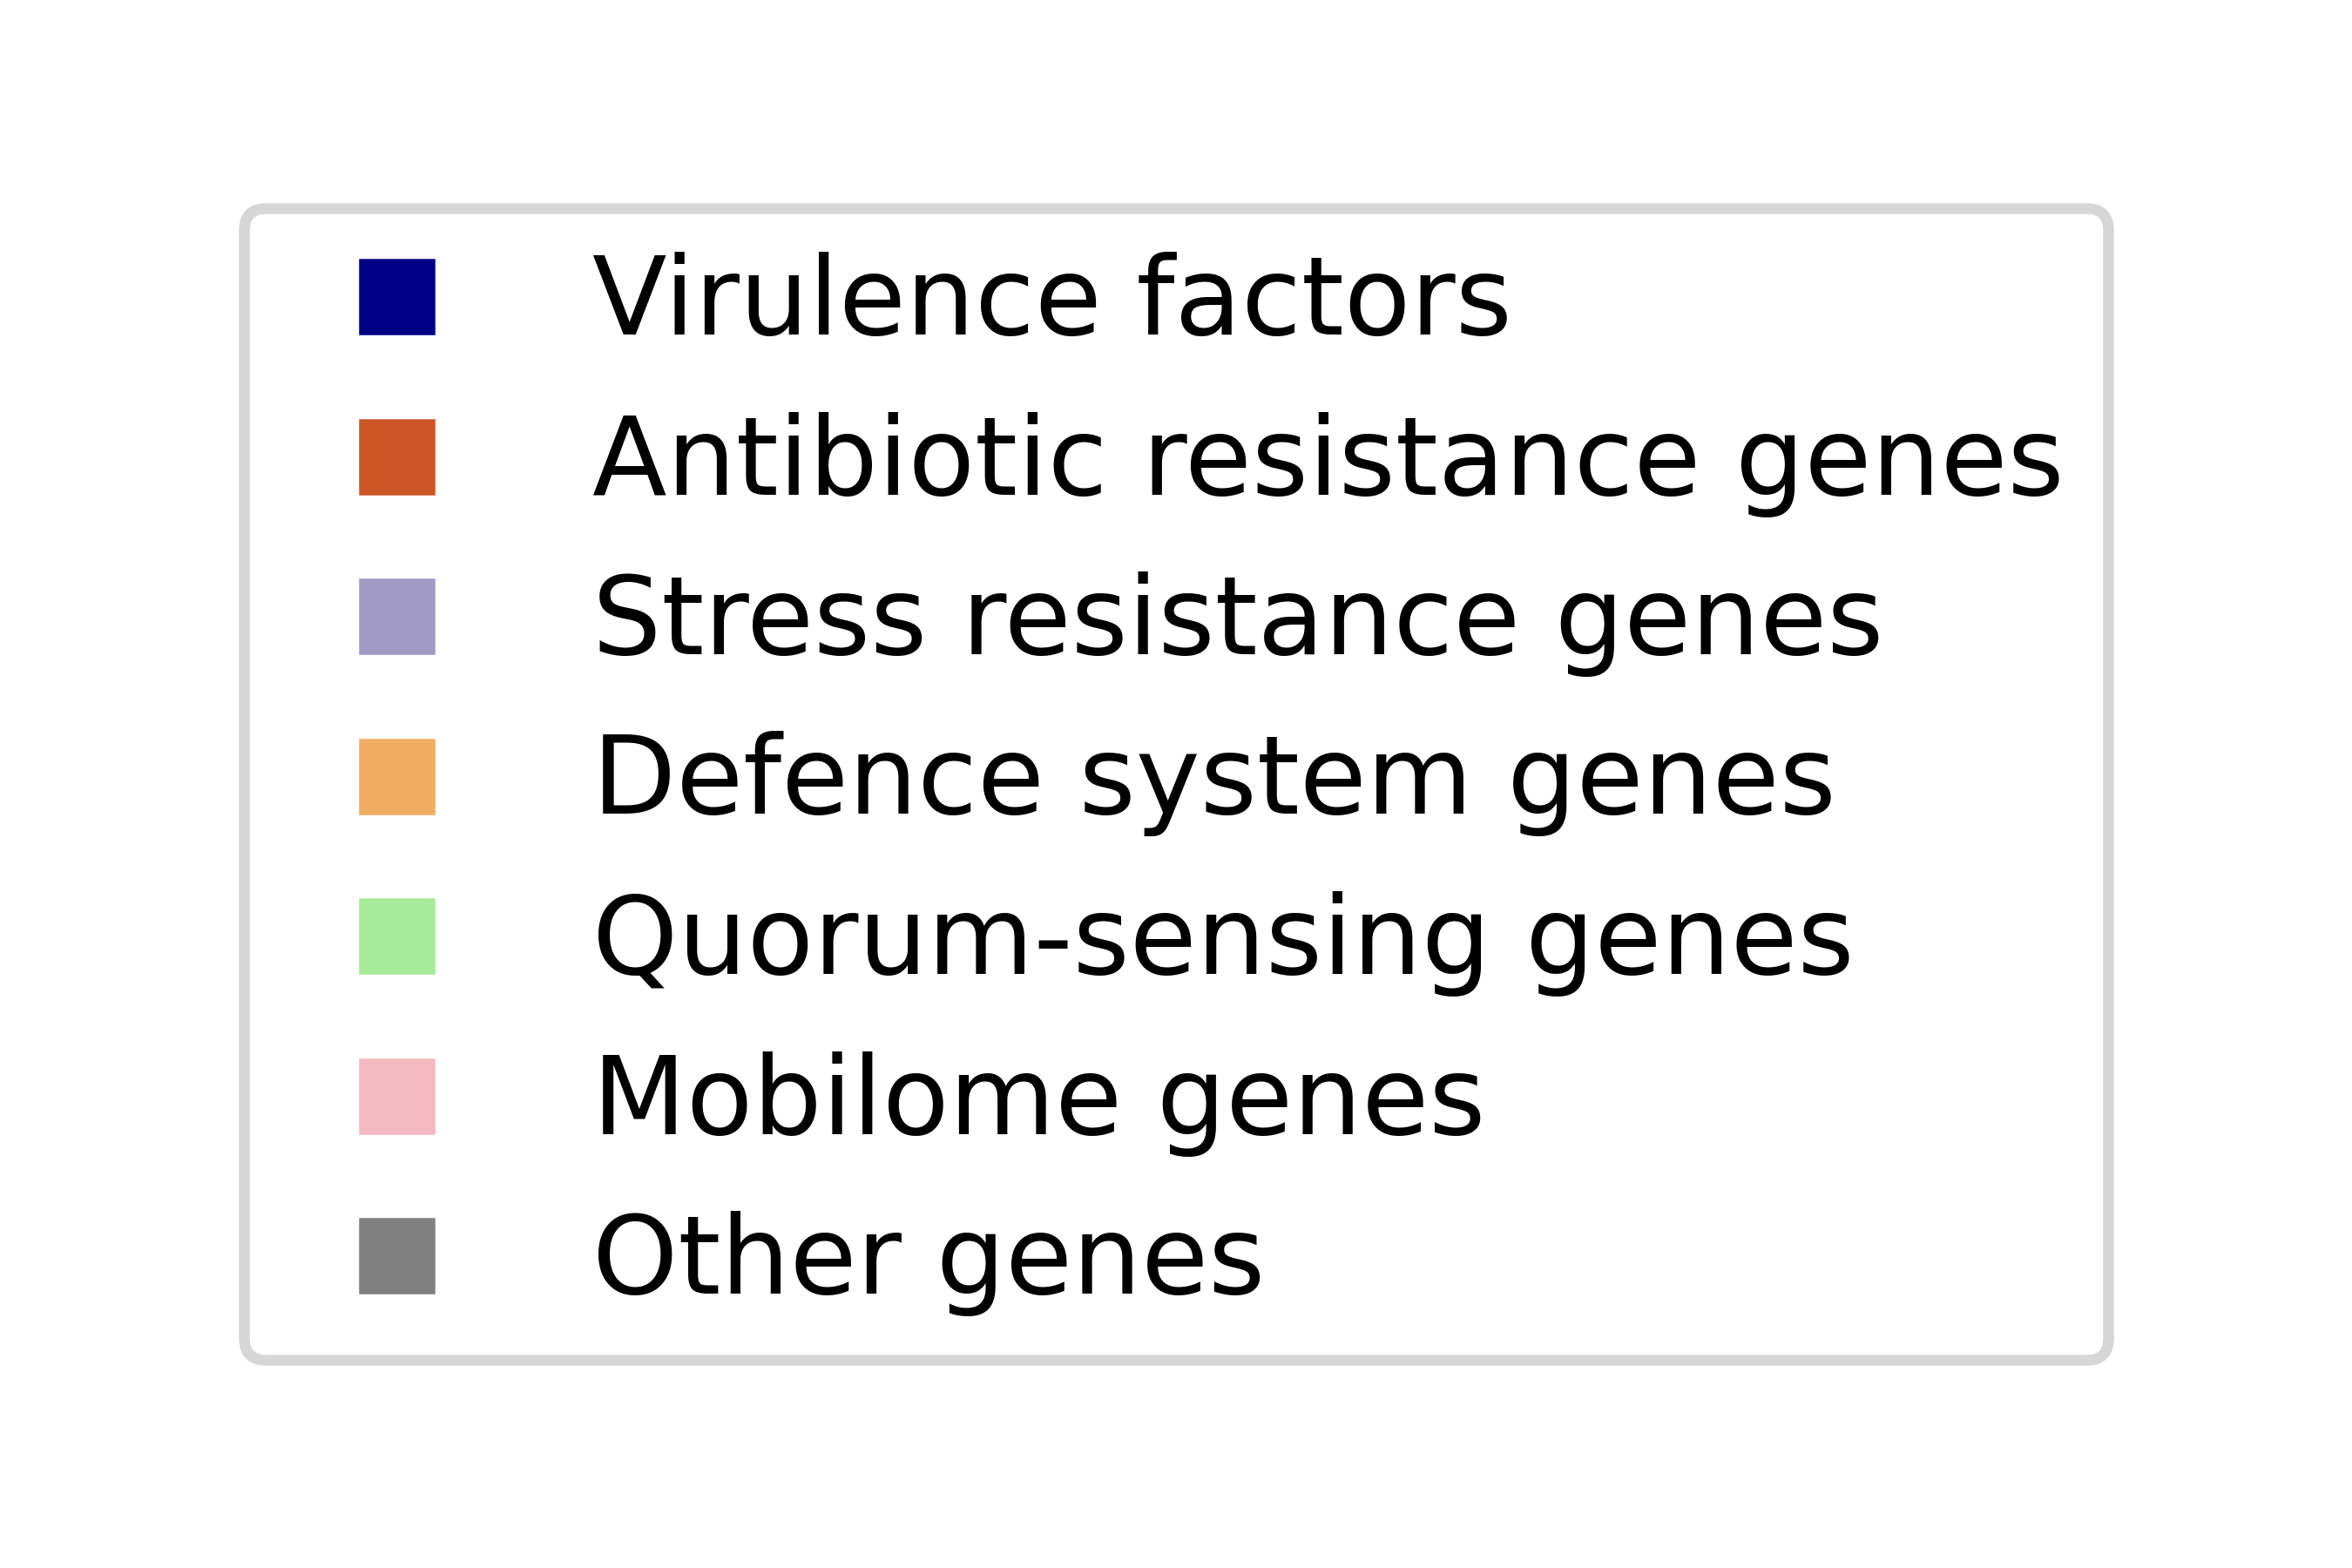 Virulence factors
Antibiotic resistance genes
Stress resistance genes
Defence system genes
Quorum-sensing genes
Mobilome genes
Other genes